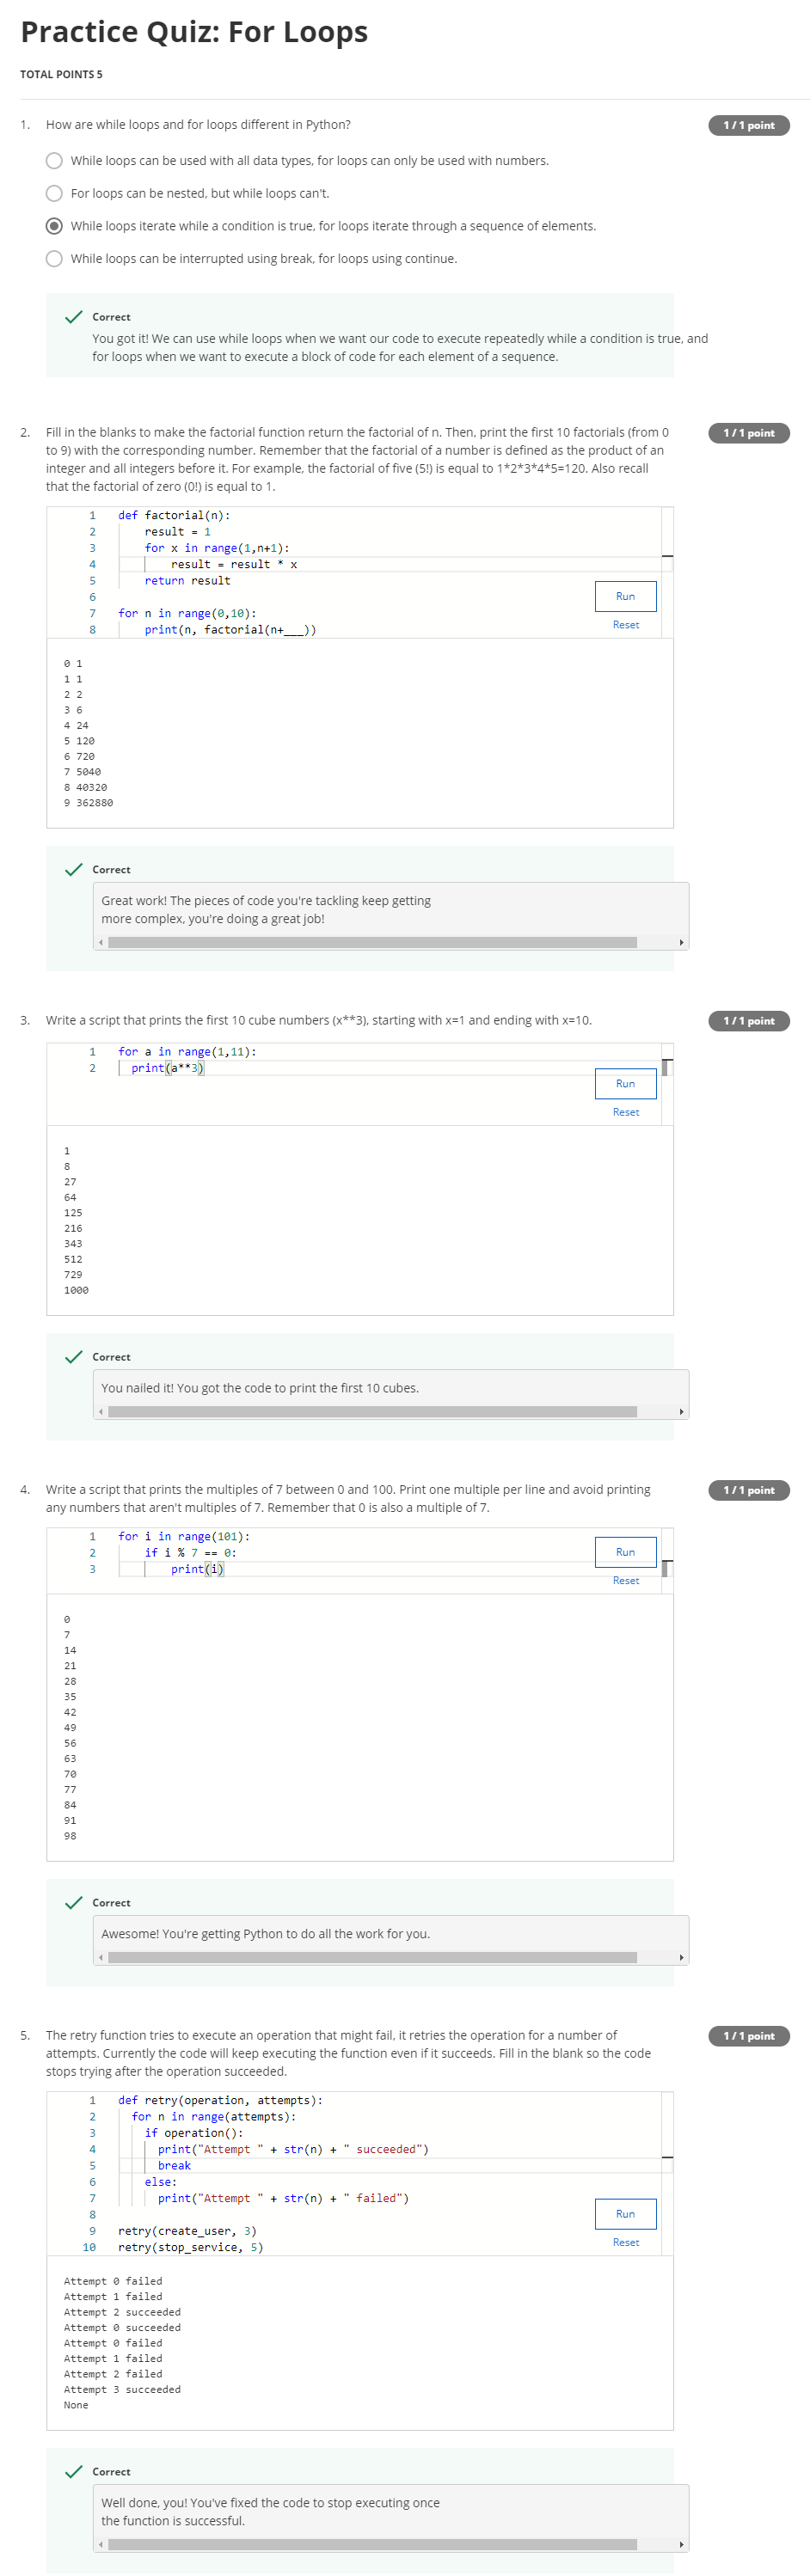 Practice Quiz: For Loops
TOTAL POINTS 5
1. How are while loops and for loops different in Python?
1 / 1 point
While loops can be used with all data types, for loops can only be used with numbers.
For loops can be nested, but while loops can't.
While loops iterate while a condition is true, for loops iterate through a sequence of elements.
While loops can be interrupted using break, for loops using continue.
Correct
You got it! We can use while loops when we want our code to execute repeatedly while a condition is true, and
for loops when we want to execute a block of code for each element of a sequence.
2. Fill in the blanks to make the factorial function return the factorial of n. Then, print the first 10 factorials (from 0
1 / 1 point
to 9) with the corresponding number. Remember that the factorial of a number is defined as the product of an
integer and all integers before it. For example, the factorial of five (5!) is equal to 1*2*3*4*5=120. Also recall
that the factorial of zero (0!) is equal to 1.
1 def factorial(n):
2     result = 1
3     for x in range(1,n+1):
4         result = result * x
5     return result
6
7 for n in range(0,10):
8     print(n, factorial(n+___))
Run
Reset
0 1
1 1
2 2
3 6
4 24
5 120
6 720
7 5040
8 40320
9 362880
Correct
Great work! The pieces of code you're tackling keep getting
more complex, you're doing a great job!
3. Write a script that prints the first 10 cube numbers (x**3), starting with x=1 and ending with x=10.
1 / 1 point
1 for a in range(1,11):
2   print(a**3)
Run
Reset
1
8
27
64
125
216
343
512
729
1000
Correct
You nailed it! You got the code to print the first 10 cubes.
4. Write a script that prints the multiples of 7 between 0 and 100. Print one multiple per line and avoid printing
1 / 1 point
any numbers that aren't multiples of 7. Remember that 0 is also a multiple of 7.
1 for i in range(101):
2     if i % 7 == 0:
3         print(i)
Run
Reset
0
7
14
21
28
35
42
49
56
63
70
77
84
91
98
Correct
Awesome! You're getting Python to do all the work for you.
5. The retry function tries to execute an operation that might fail, it retries the operation for a number of
1 / 1 point
attempts. Currently the code will keep executing the function even if it succeeds. Fill in the blank so the code
stops trying after the operation succeeded.
1 def retry(operation, attempts):
2   for n in range(attempts):
3     if operation():
4       print("Attempt " + str(n) + " succeeded")
5       break
6     else:
7       print("Attempt " + str(n) + " failed")
8
9 retry(create_user, 3)
10 retry(stop_service, 5)
Run
Reset
Attempt 0 failed
Attempt 1 failed
Attempt 2 succeeded
Attempt 0 succeeded
Attempt 0 failed
Attempt 1 failed
Attempt 2 failed
Attempt 3 succeeded
None
Correct
Well done, you! You've fixed the code to stop executing once
the function is successful.